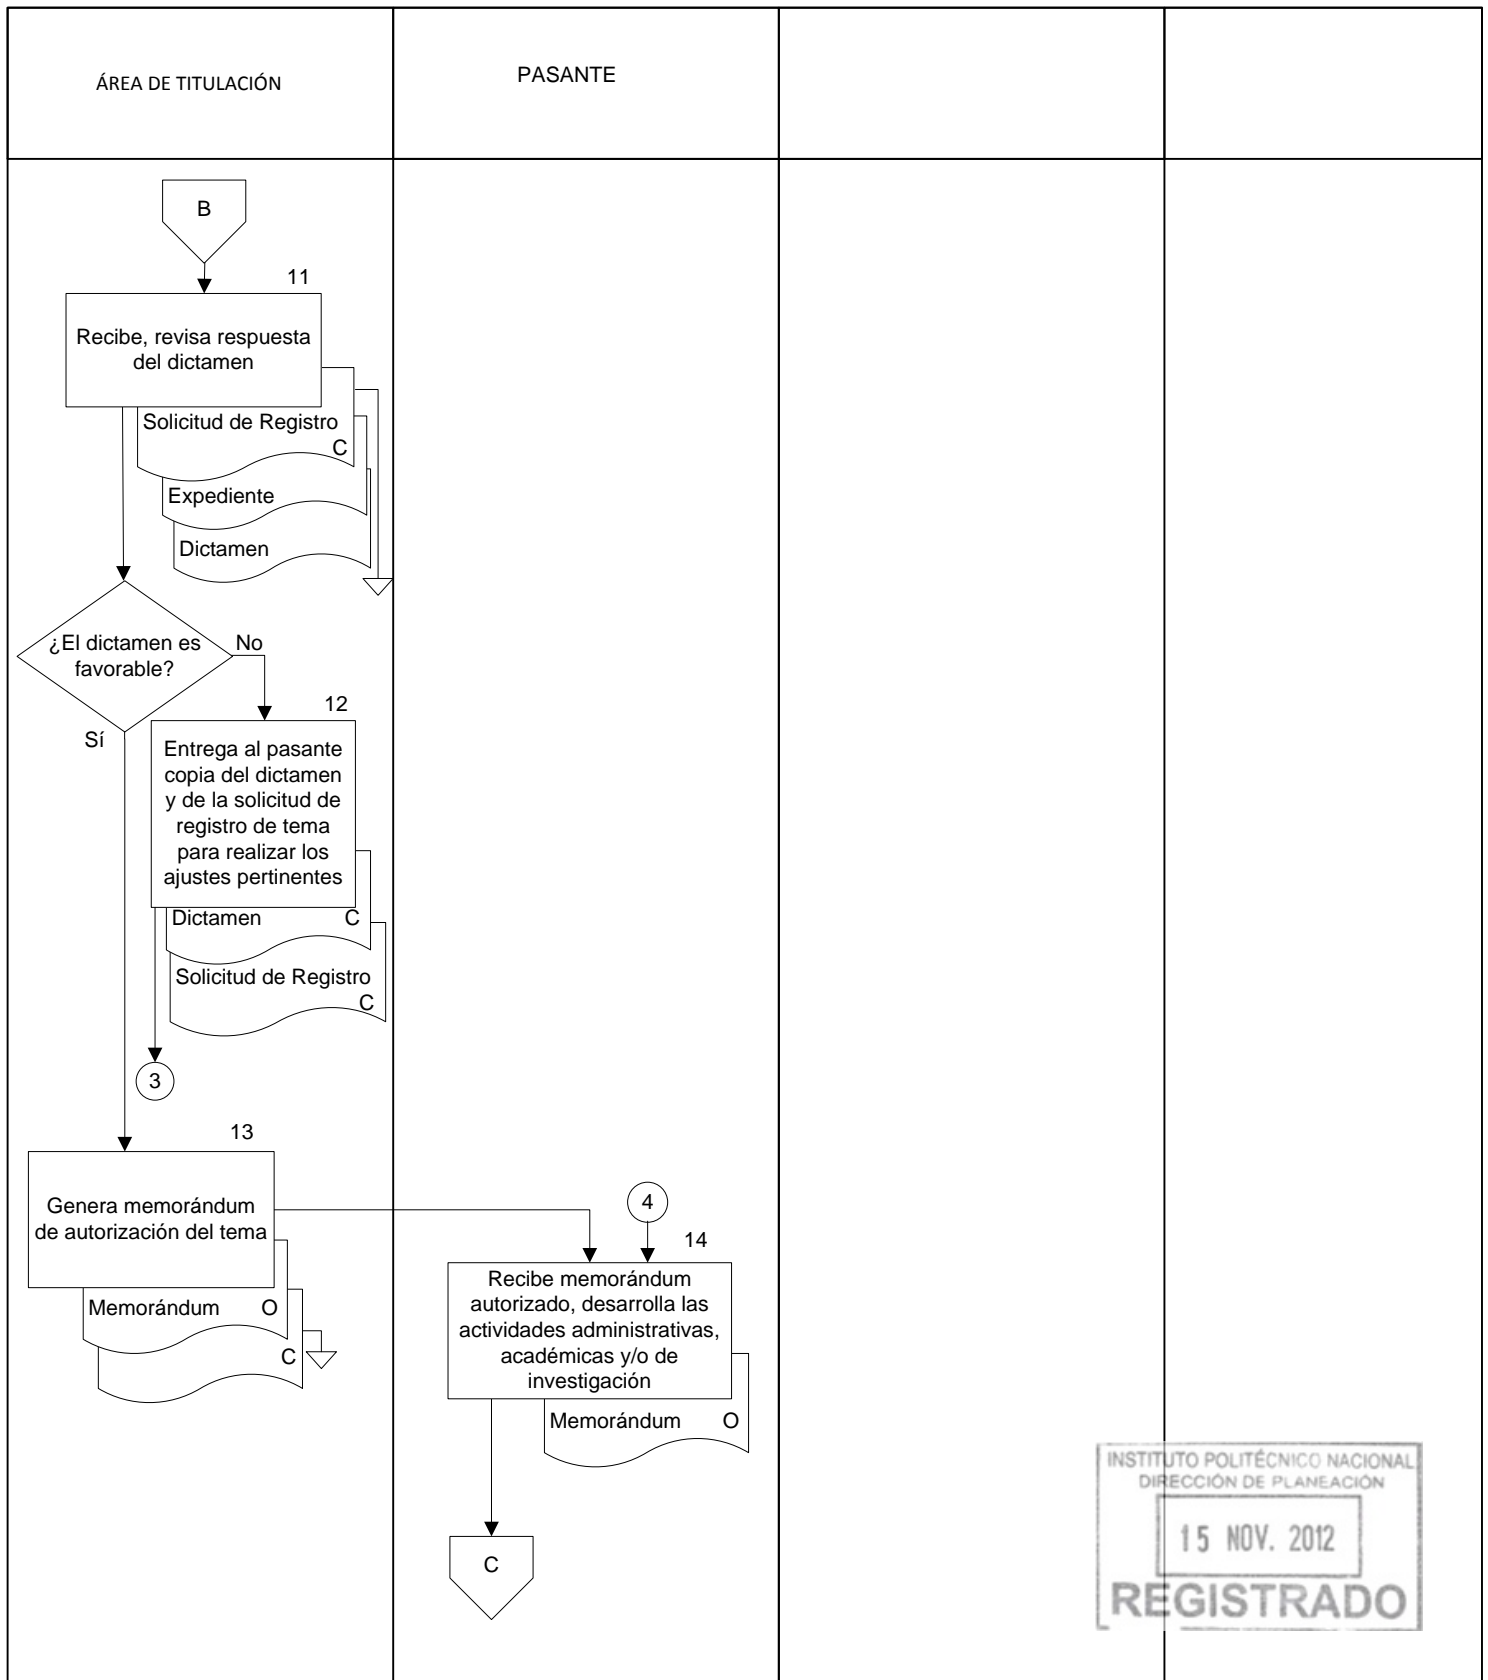 ÁREA DE TITULACIÓN
PASANTE
B
11
Recibe, revisa respuesta
del dictamen
Solicitud de Registro
C
Expediente
Dictamen
¿El dictamen es
favorable?
No
Sí
12
Entrega al pasante
copia del dictamen
y de la solicitud de
registro de tema
para realizar los
ajustes pertinentes
Dictamen C
Solicitud de Registro
C
3
13
Genera memorándum
de autorización del tema
Memorándum O
C
4
14
Recibe memorándum
autorizado, desarrolla las
actividades administrativas,
académicas y/o de
investigación
Memorándum O
C
INSTITUTO POLITÉCNICO NACIONAL
DIRECCIÓN DE PLANEACIÓN
15 NOV. 2012
REGISTRADO